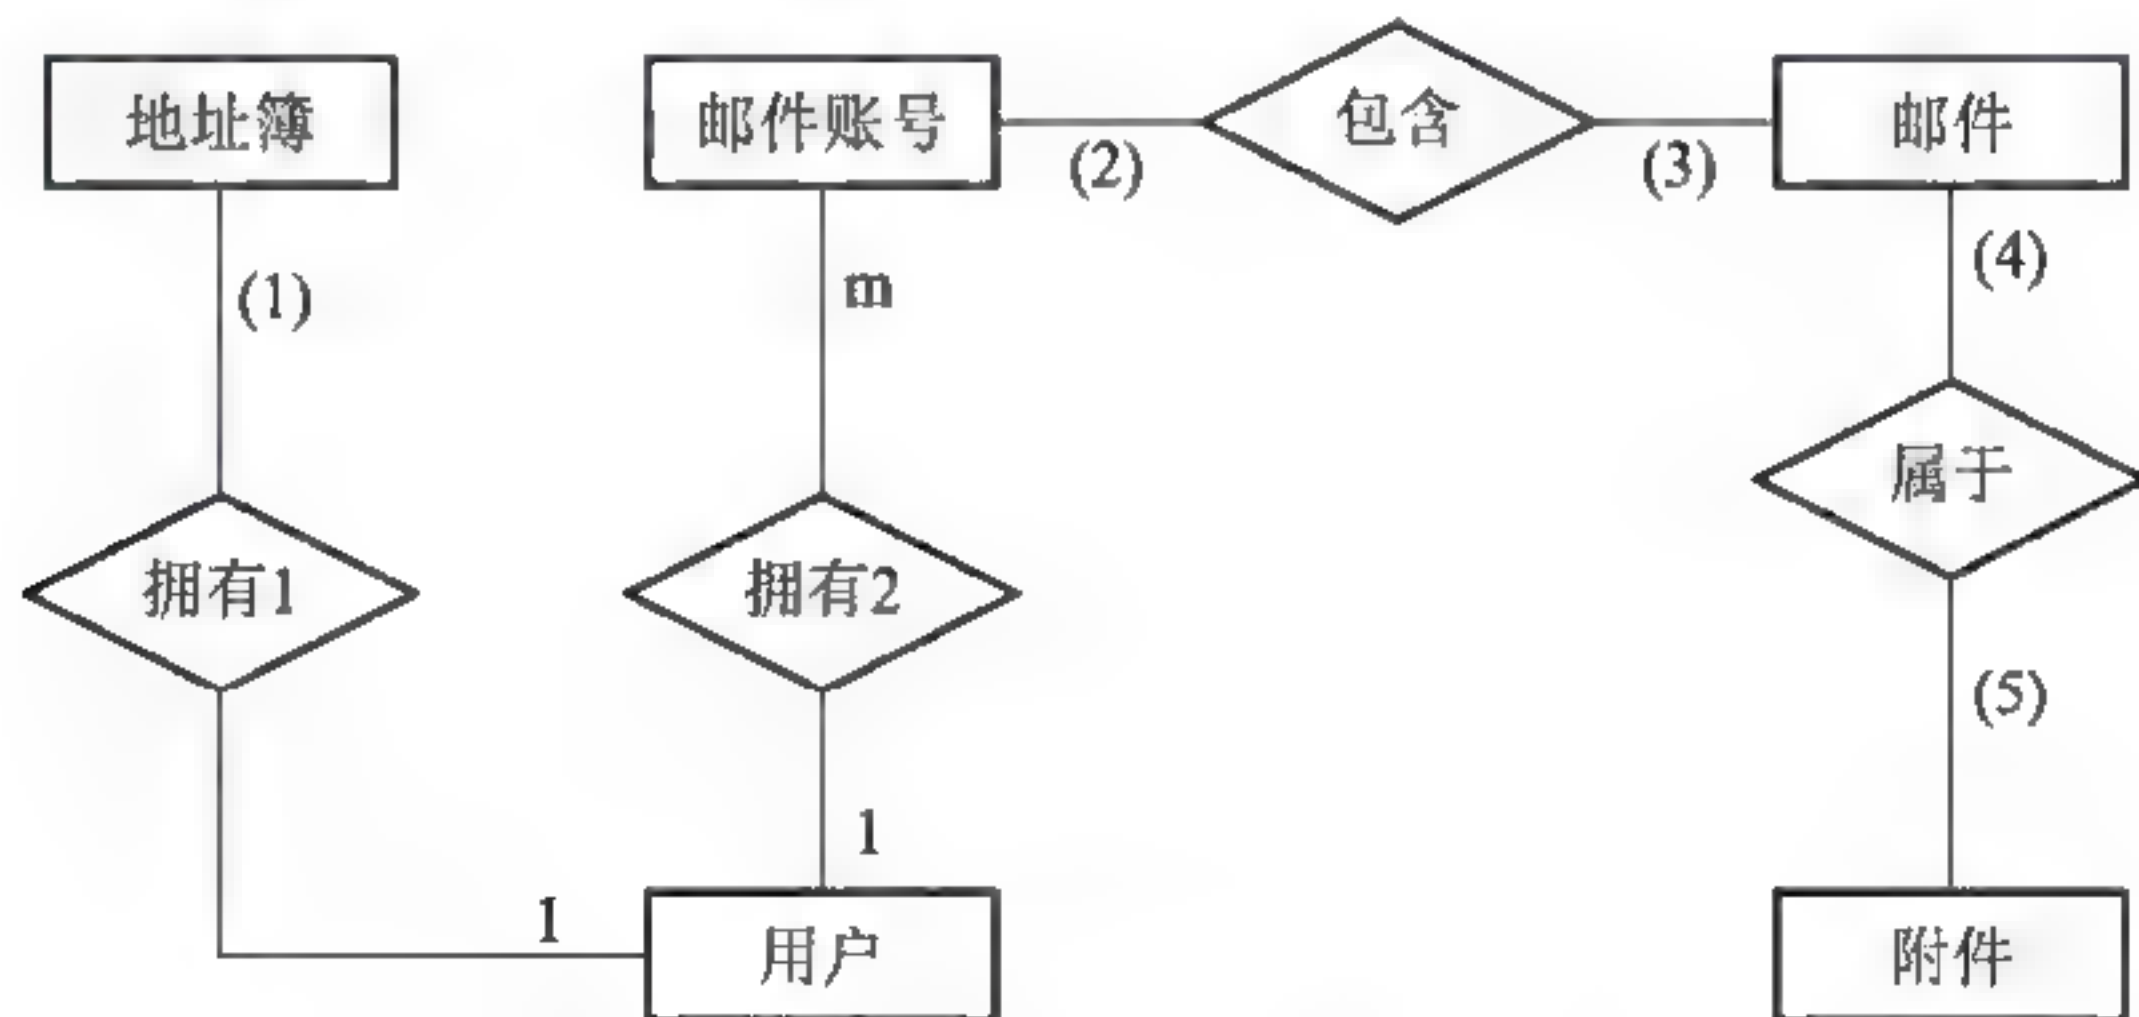 地址簿
邮件账号
包含
邮件
(2)
(3)
(1)
m
(4)
属于
拥有1
拥有2
(5)
1
1
用户
附件